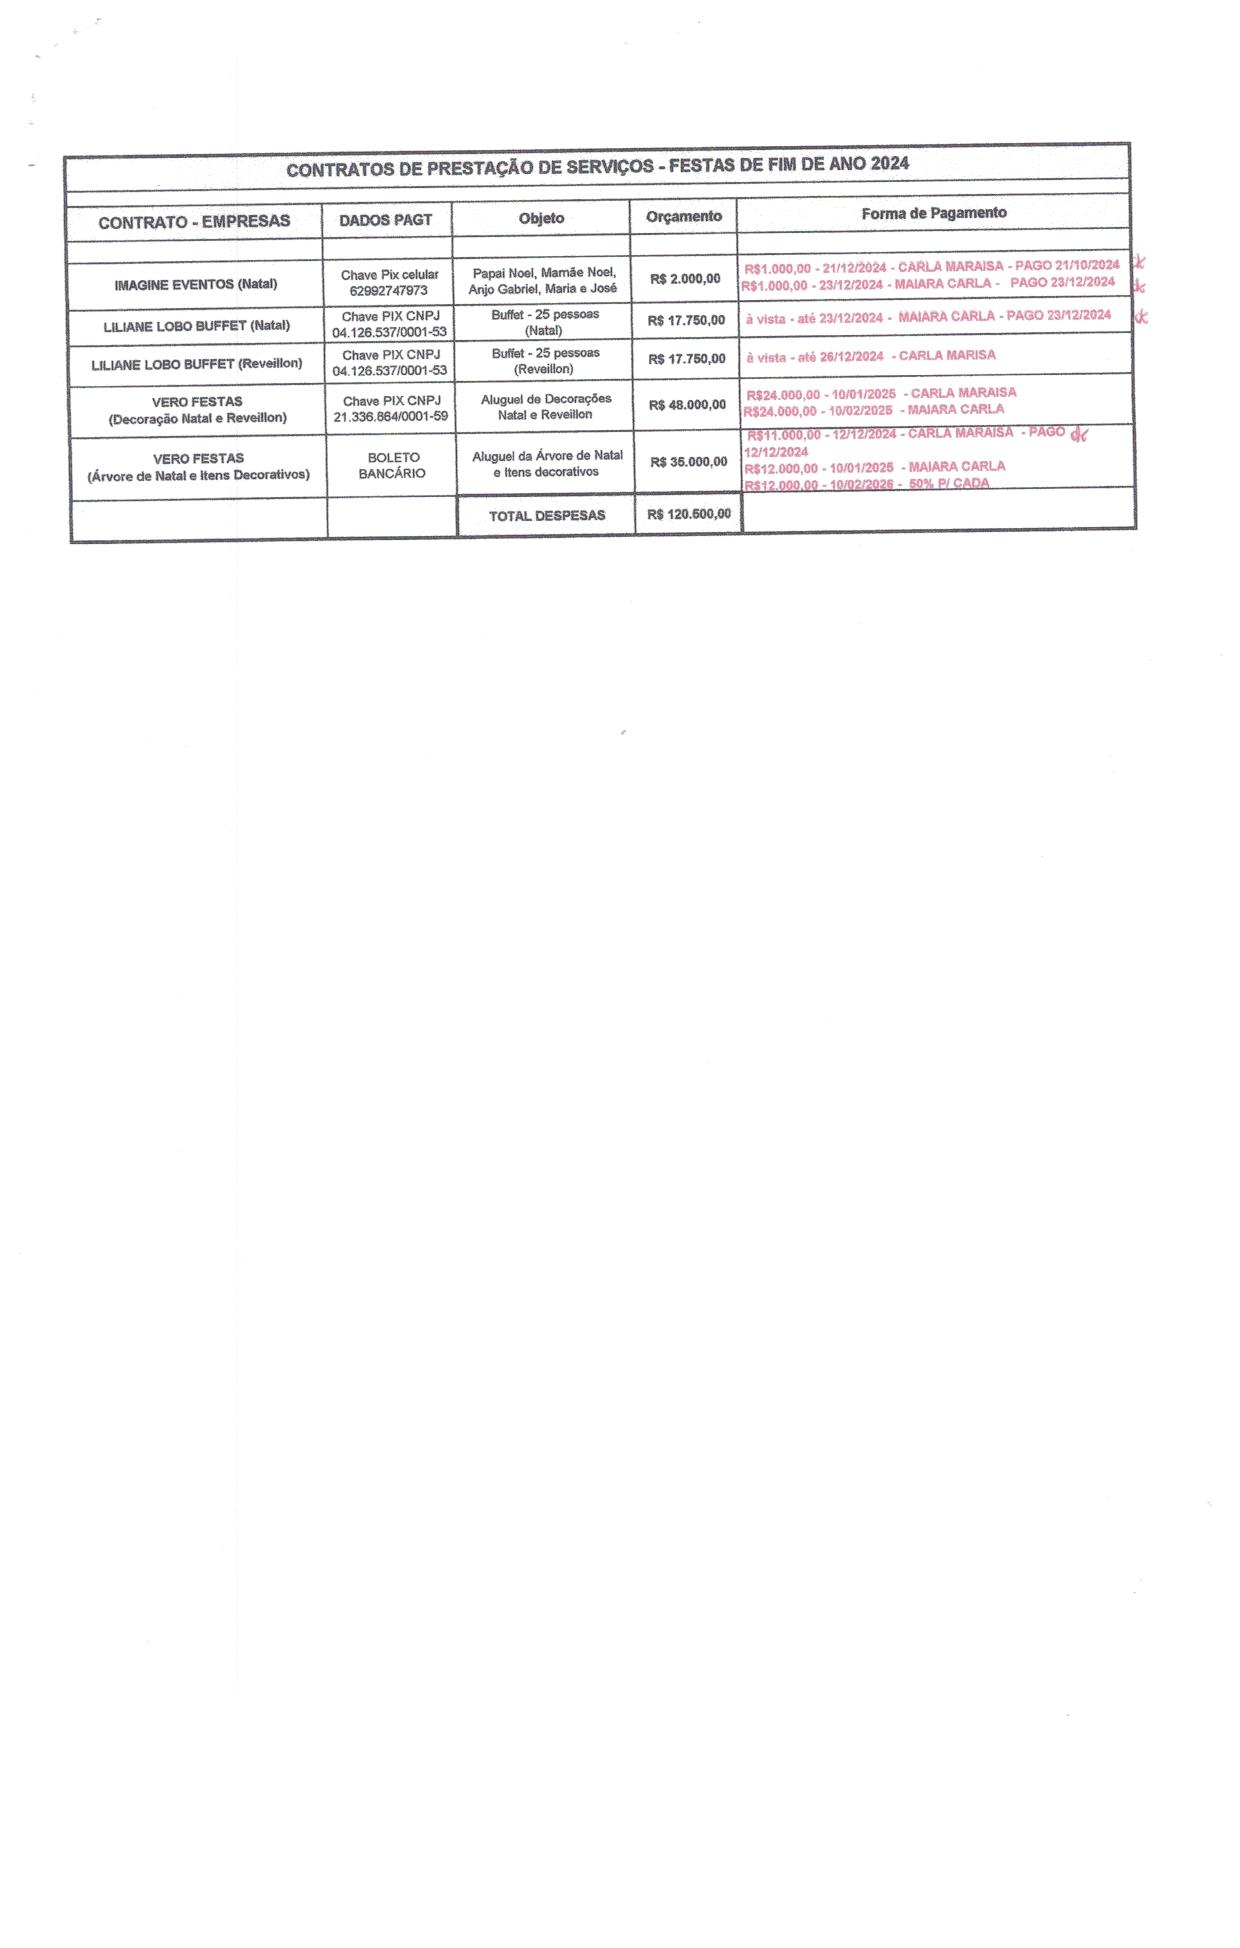 CONTRATOS DE PRESTAÇÃO DE SERVIÇOS - FESTAS DE FIM DE ANO 2024
CONTRATO - EMPRESAS DADOS PAGT Objeto Orçamento Forma de Pagamento
IMAGINE EVENTOS (Natal)
Chave Pix celular
62992747973
Papai Noel, Mamãe Noel,
Anjo Gabriel, Maria e José
R$ 2.000,00
R$1.000,00 - 21/12/2024 - CARLA MARAISA - PAGO 21/10/2024
R$1.000,00 - 23/12/2024 - MAIARA CARLA - PAGO 23/12/2024
LILIANE LOBO BUFFET (Natal)
Chave PIX CNPJ
04.126.537/0001-53
Buffet - 25 pessoas
(Natal)
R$ 17.750,00
à vista - até 23/12/2024 - MAIARA CARLA - PAGO 23/12/2024
LILIANE LOBO BUFFET (Reveillon)
Chave PIX CNPJ
04.126.537/0001-53
Buffet - 25 pessoas
(Reveillon)
R$ 17.750,00
à vista - até 26/12/2024 - CARLA MARISA
VERO FESTAS
(Decoração Natal e Reveillon)
Chave PIX CNPJ
21.336.864/0001-59
Aluguel de Decorações
Natal e Reveillon
R$ 48.000,00
R$24.000,00 - 10/01/2025 - CARLA MARAISA
R$24.000,00 - 10/02/2025 - MAIARA CARLA
VERO FESTAS
(Árvore de Natal e Itens Decorativos)
BOLETO
BANCÁRIO
Aluguel da Árvore de Natal
e Itens decorativos
R$ 35.000,00
R$11.000,00 - 12/12/2024 - CARLA MARAISA - PAGO
12/12/2024
R$12.000,00 - 10/01/2025 - MAIARA CARLA
R$12.000,00 - 10/02/2025 - 50% P/ CADA
TOTAL DESPESAS R$ 120.500,00